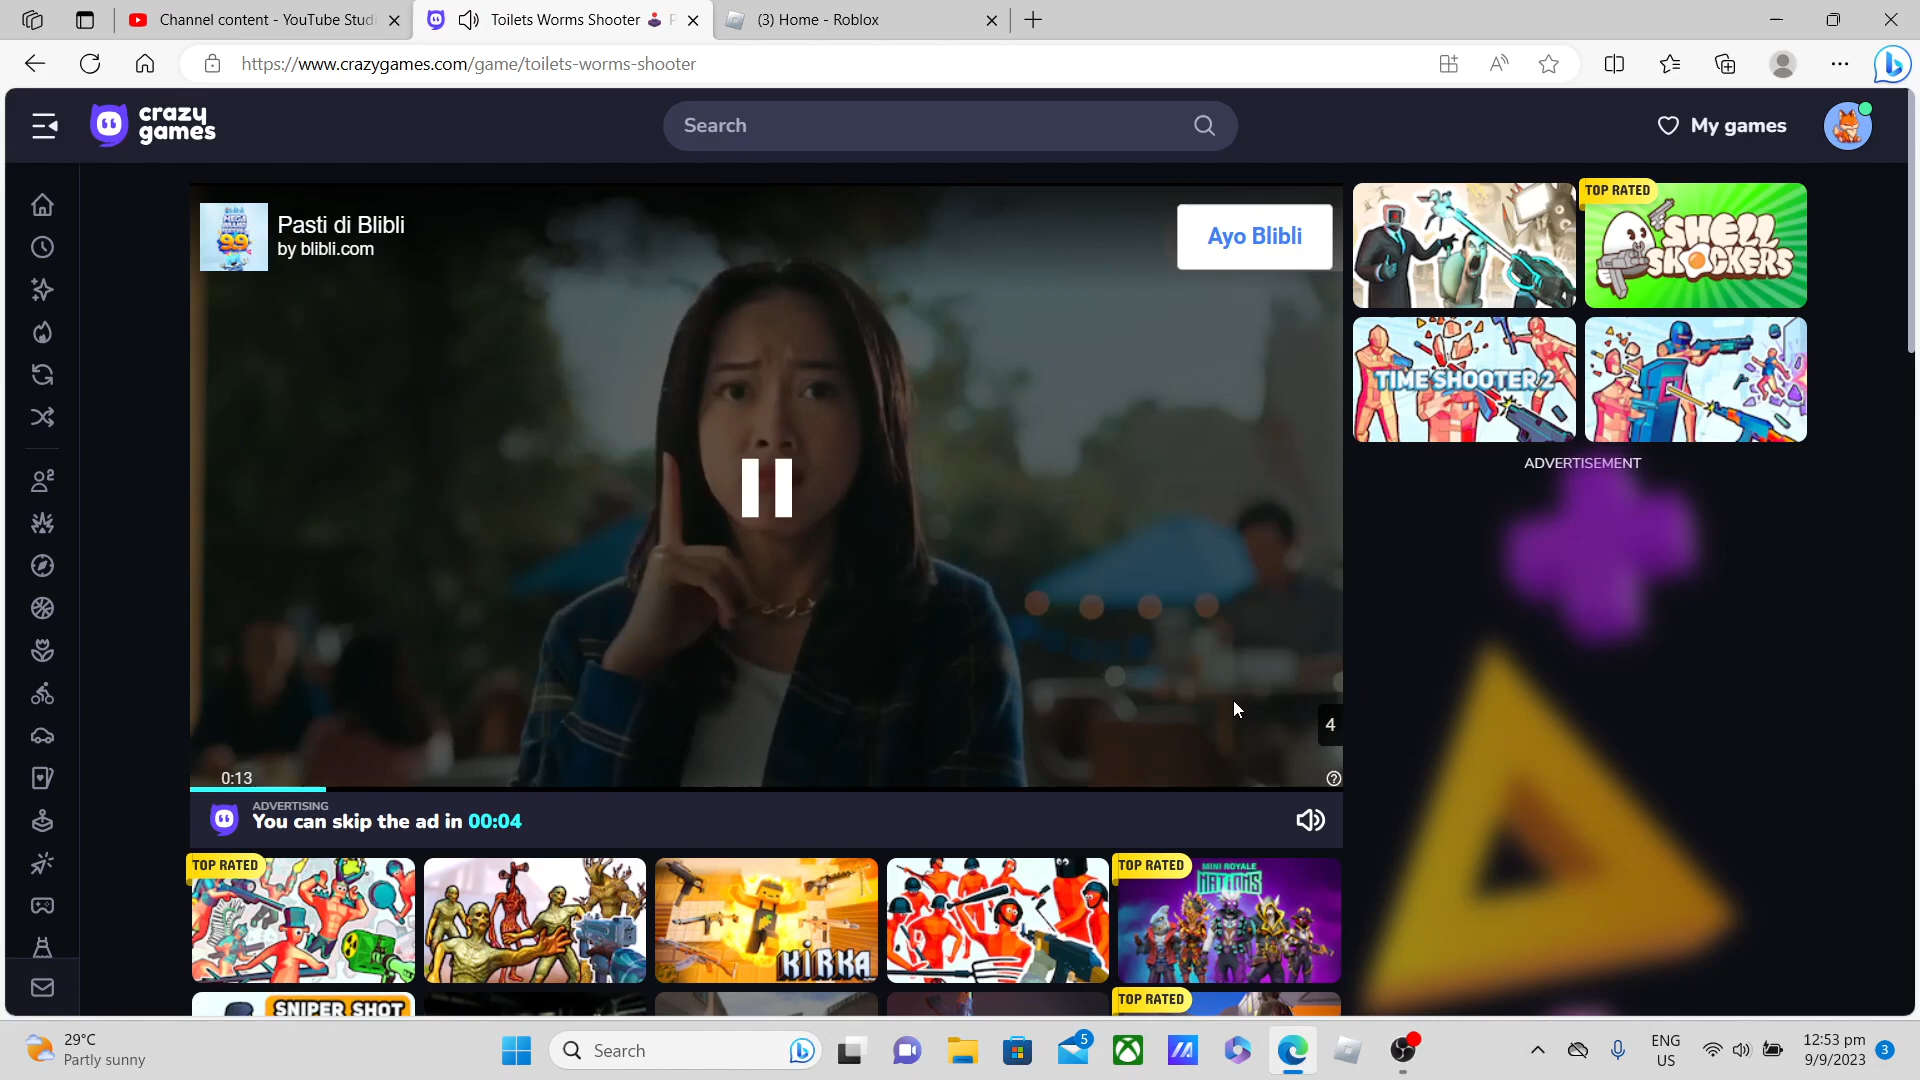 Channel content - YouTube Stud
Toilets Worms Shooter
(3) Home - Roblox
https://www.crazygames.com/game/toilets-worms-shooter
crazy
games
Search
My games
Pasti di Blibli
by blibli.com
Ayo Blibli
TOP RATED
SHELL
SHOCKERS
TIME SHOOTER 2
ADVERTISEMENT
4
0:13
ADVERTISING
You can skip the ad in 00:04
TOP RATED
KIRKA
TOP RATED
MINI ROYALE
NATIONS
SNIPER SHOT
TOP RATED
29°C
Partly sunny
Search
5
ENG
US
12:53 pm
9/9/2023
3